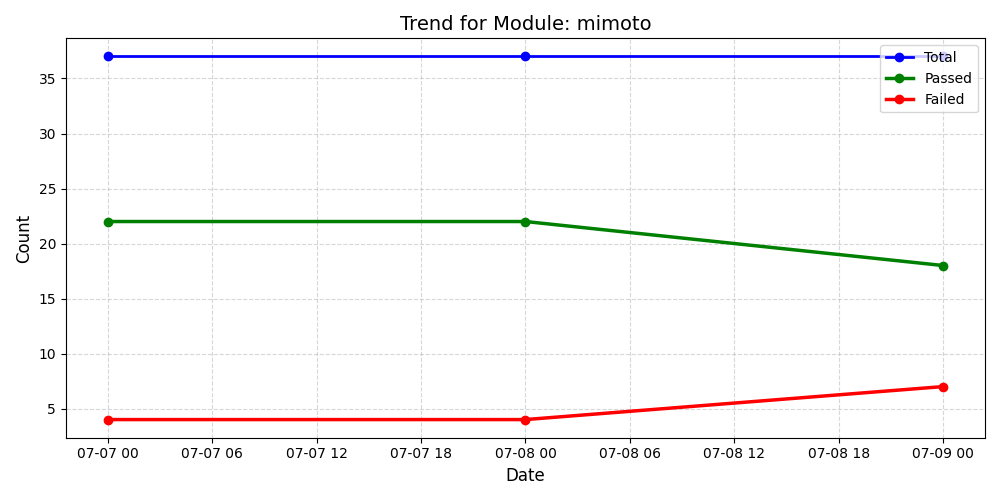 Trend for Module: mimoto
Total
Passed
Failed
Count
35
30
25
20
15
10
5
07-07 00 07-07 06 07-07 12 07-07 18 07-08 00 07-08 06 07-08 12 07-08 18 07-09 00
Date